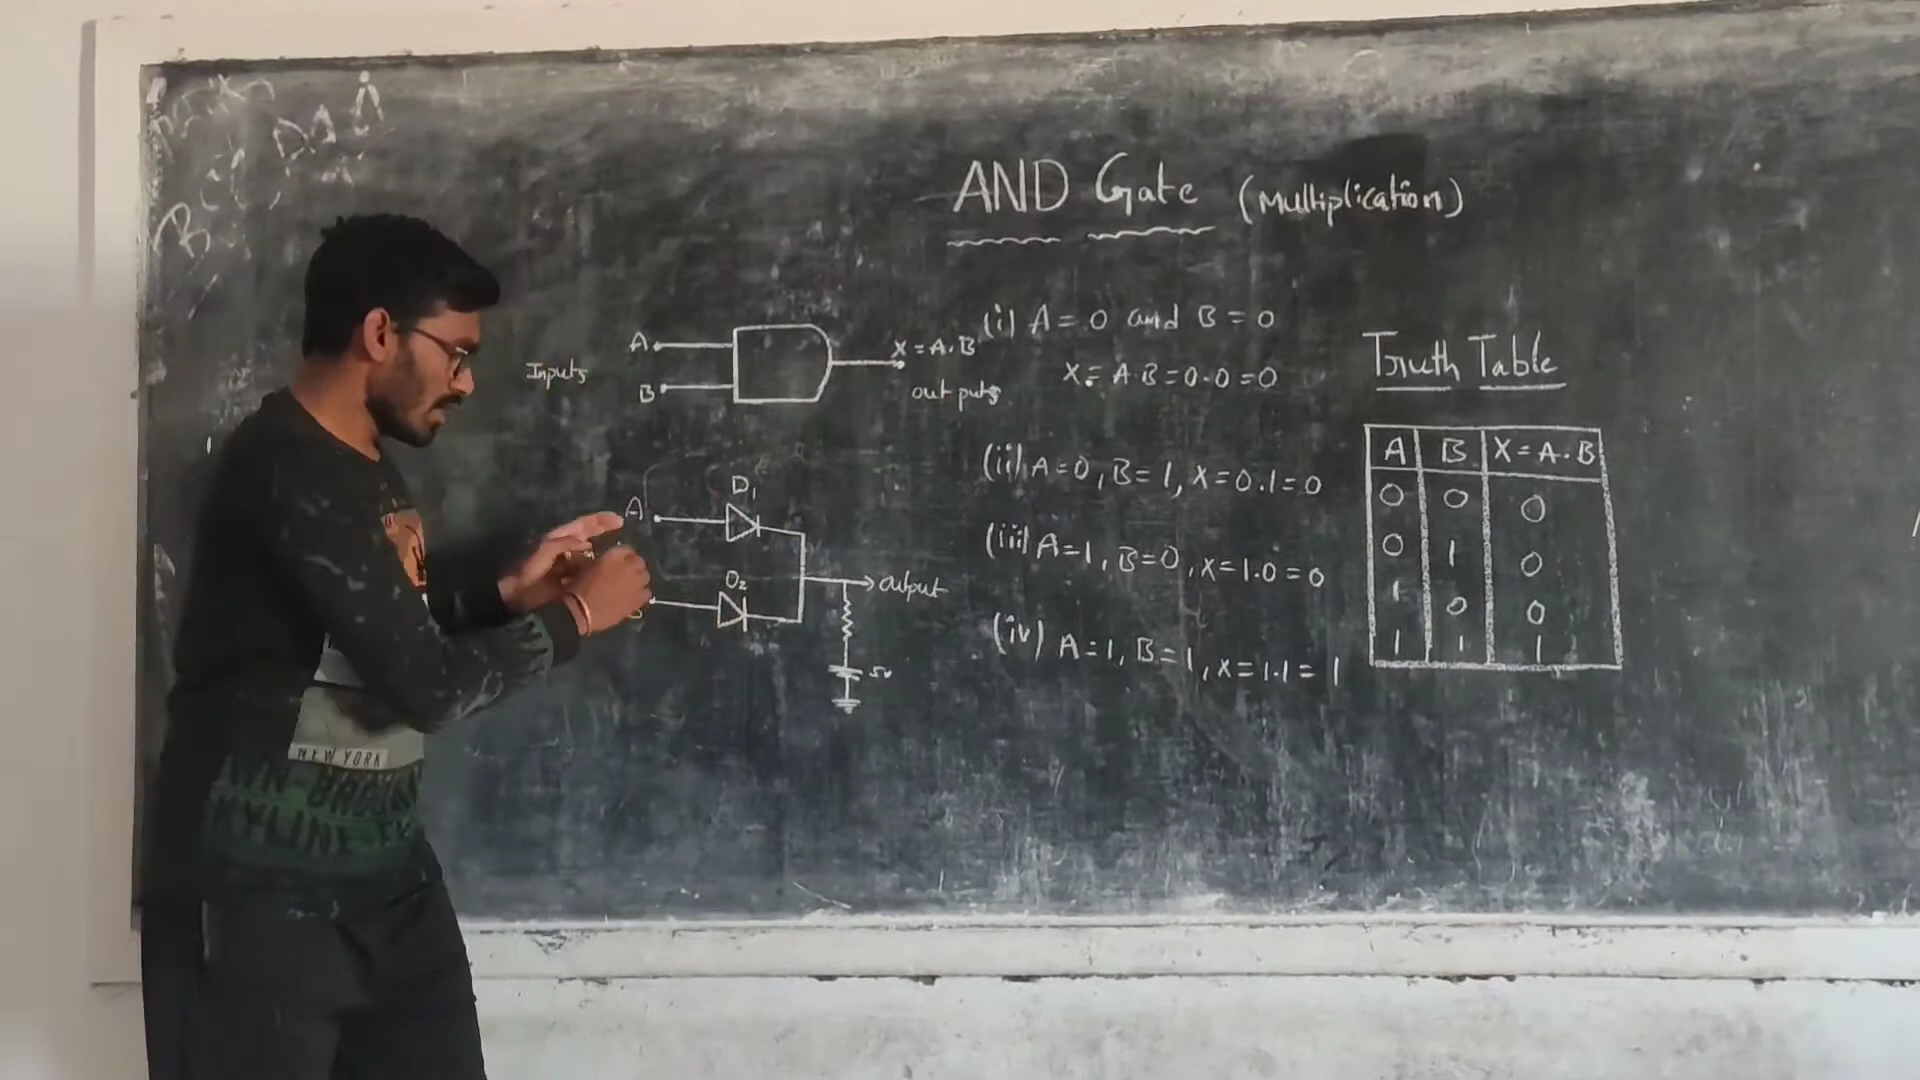 AND Gate (Multiplication)
Inputs
A
B
X = A.B
outputs
A
D1
D2
output
5v
(i) A = 0 and B = 0
X = A.B = 0.0 = 0
(ii) A = 0, B = 1, X = 0.1 = 0
(iii) A = 1, B = 0, X = 1.0 = 0
(iv) A = 1, B = 1, X = 1.1 = 1
Truth Table
A B X = A.B
0 0 0
0 1 0
1 0 0
1 1 1
NEW YORK